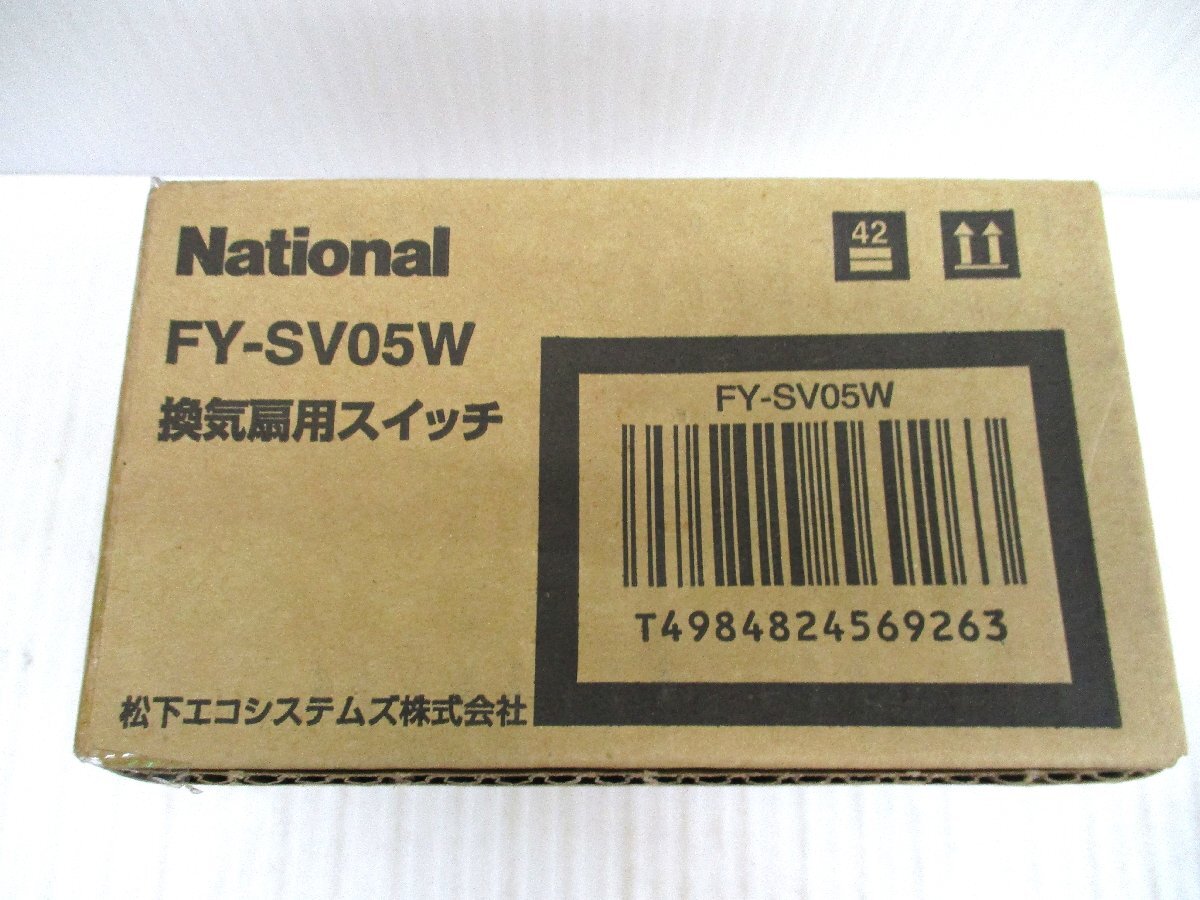 National
42
FY-SV05W
換気扇用スイッチ
FY-SV05W
T4984824569263
松下エコシステムズ株式会社